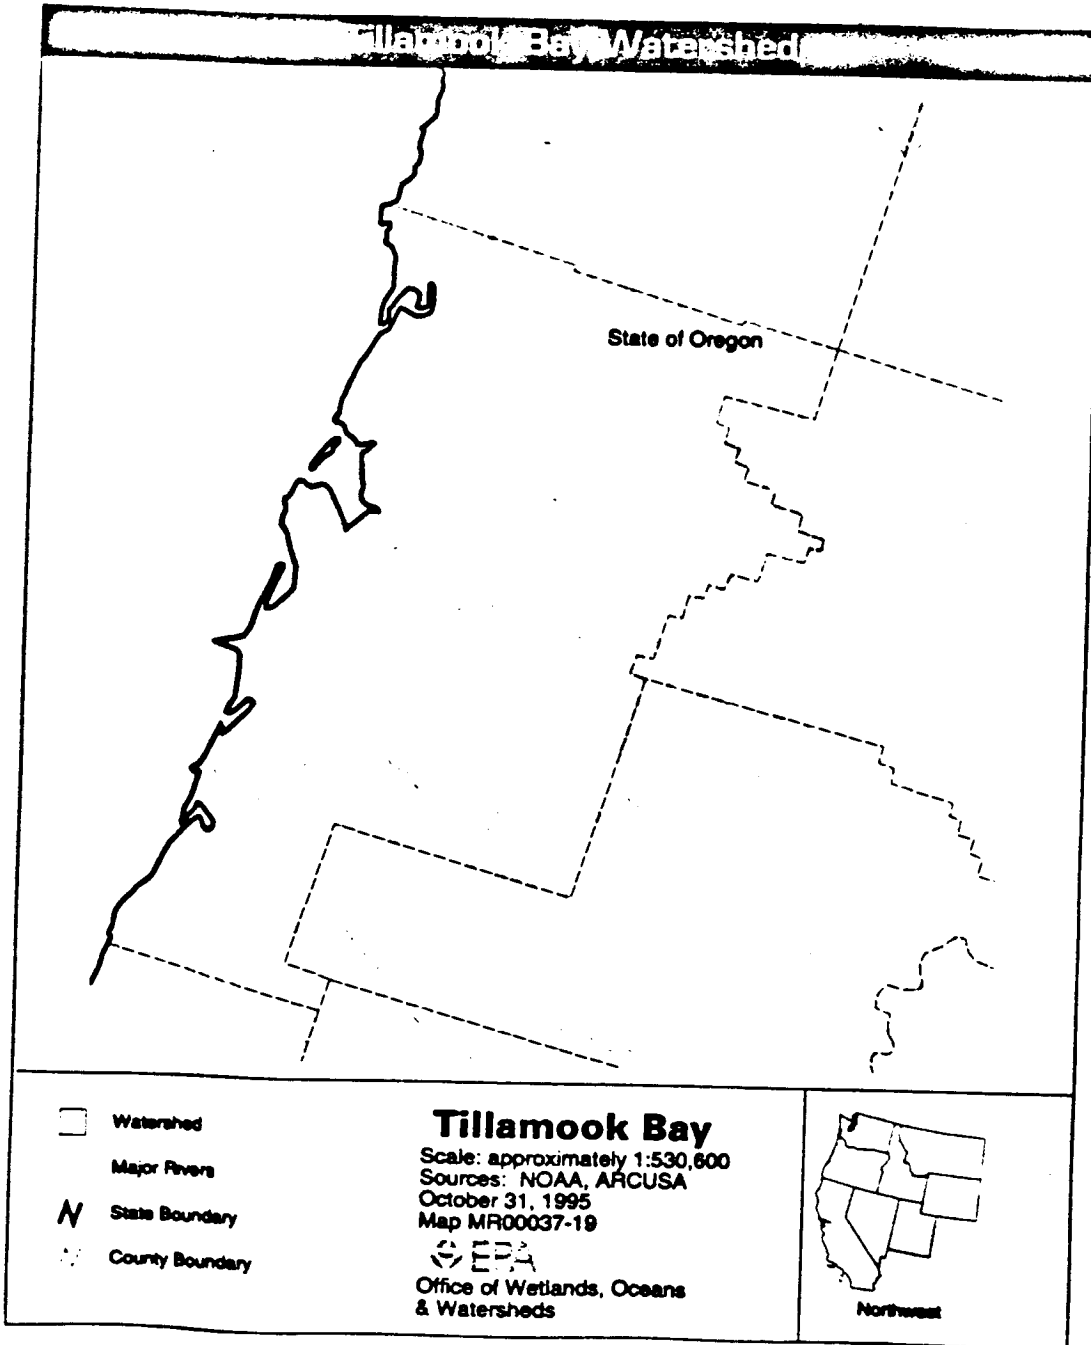 Tillamook Bay Watershed
State of Oregon
Watershed
Major Rivers
State Boundary
County Boundary
Tillamook Bay
Scale: approximately 1:530,600
Sources: NOAA, ARCUSA
October 31, 1995
Map MR00037-19
EPA
Office of Wetlands, Oceans
& Watersheds
Northwest